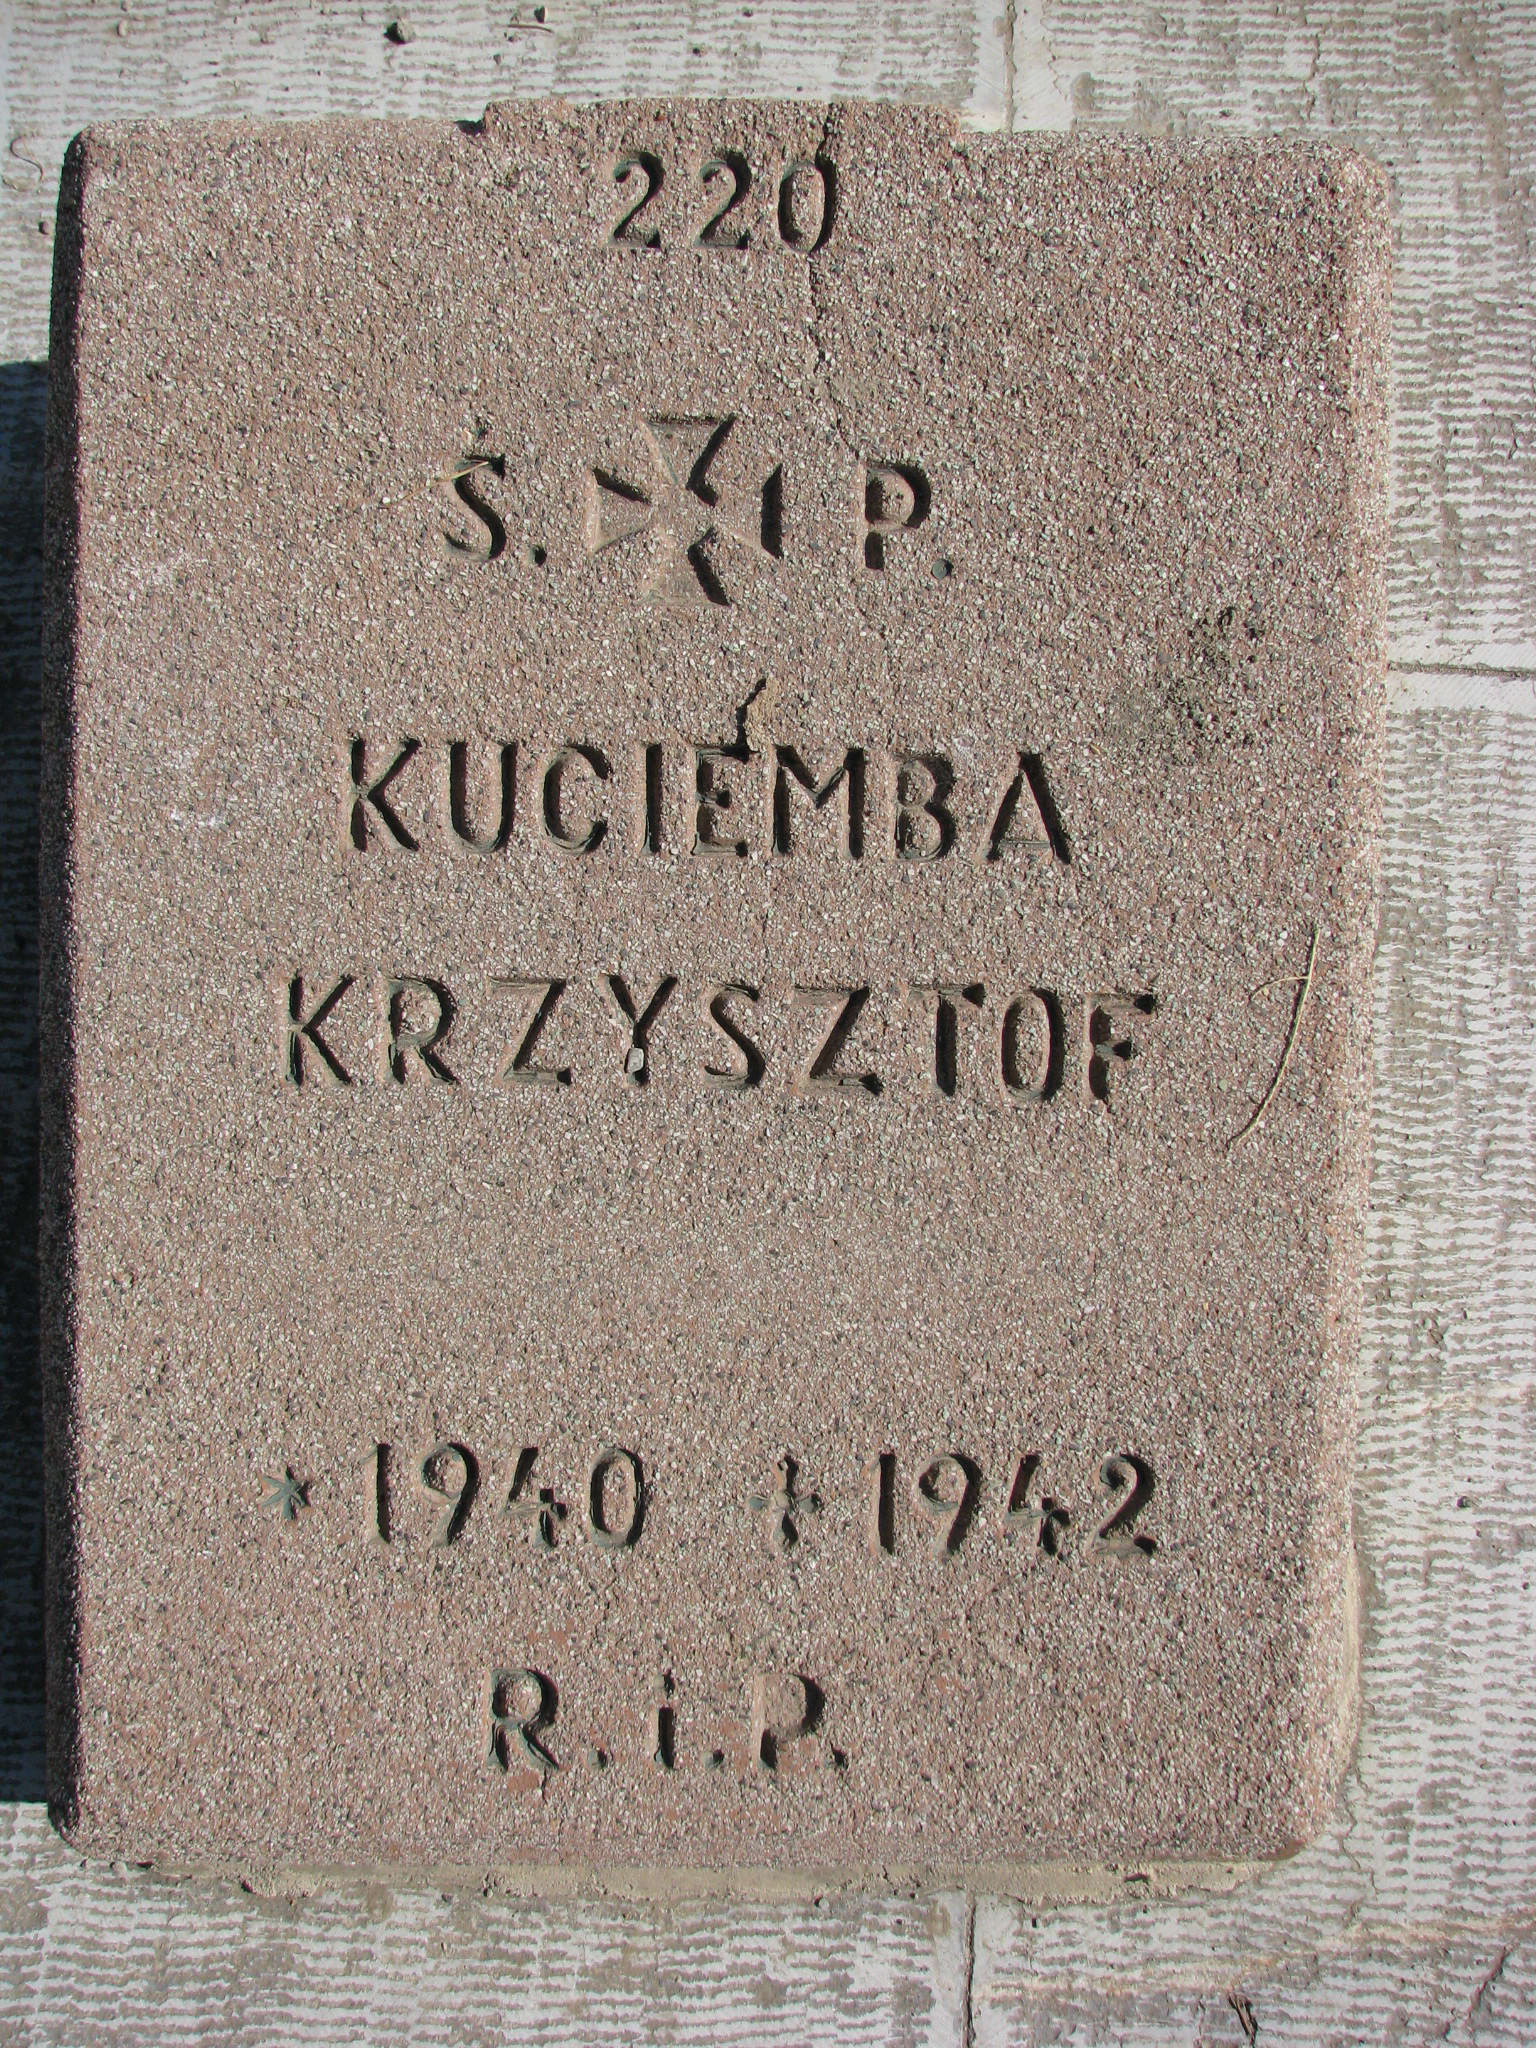 220
Ś. P.
KUCIEMBA
KRZYSZTOF
* 1940 ✝ 1942
R.i.P.